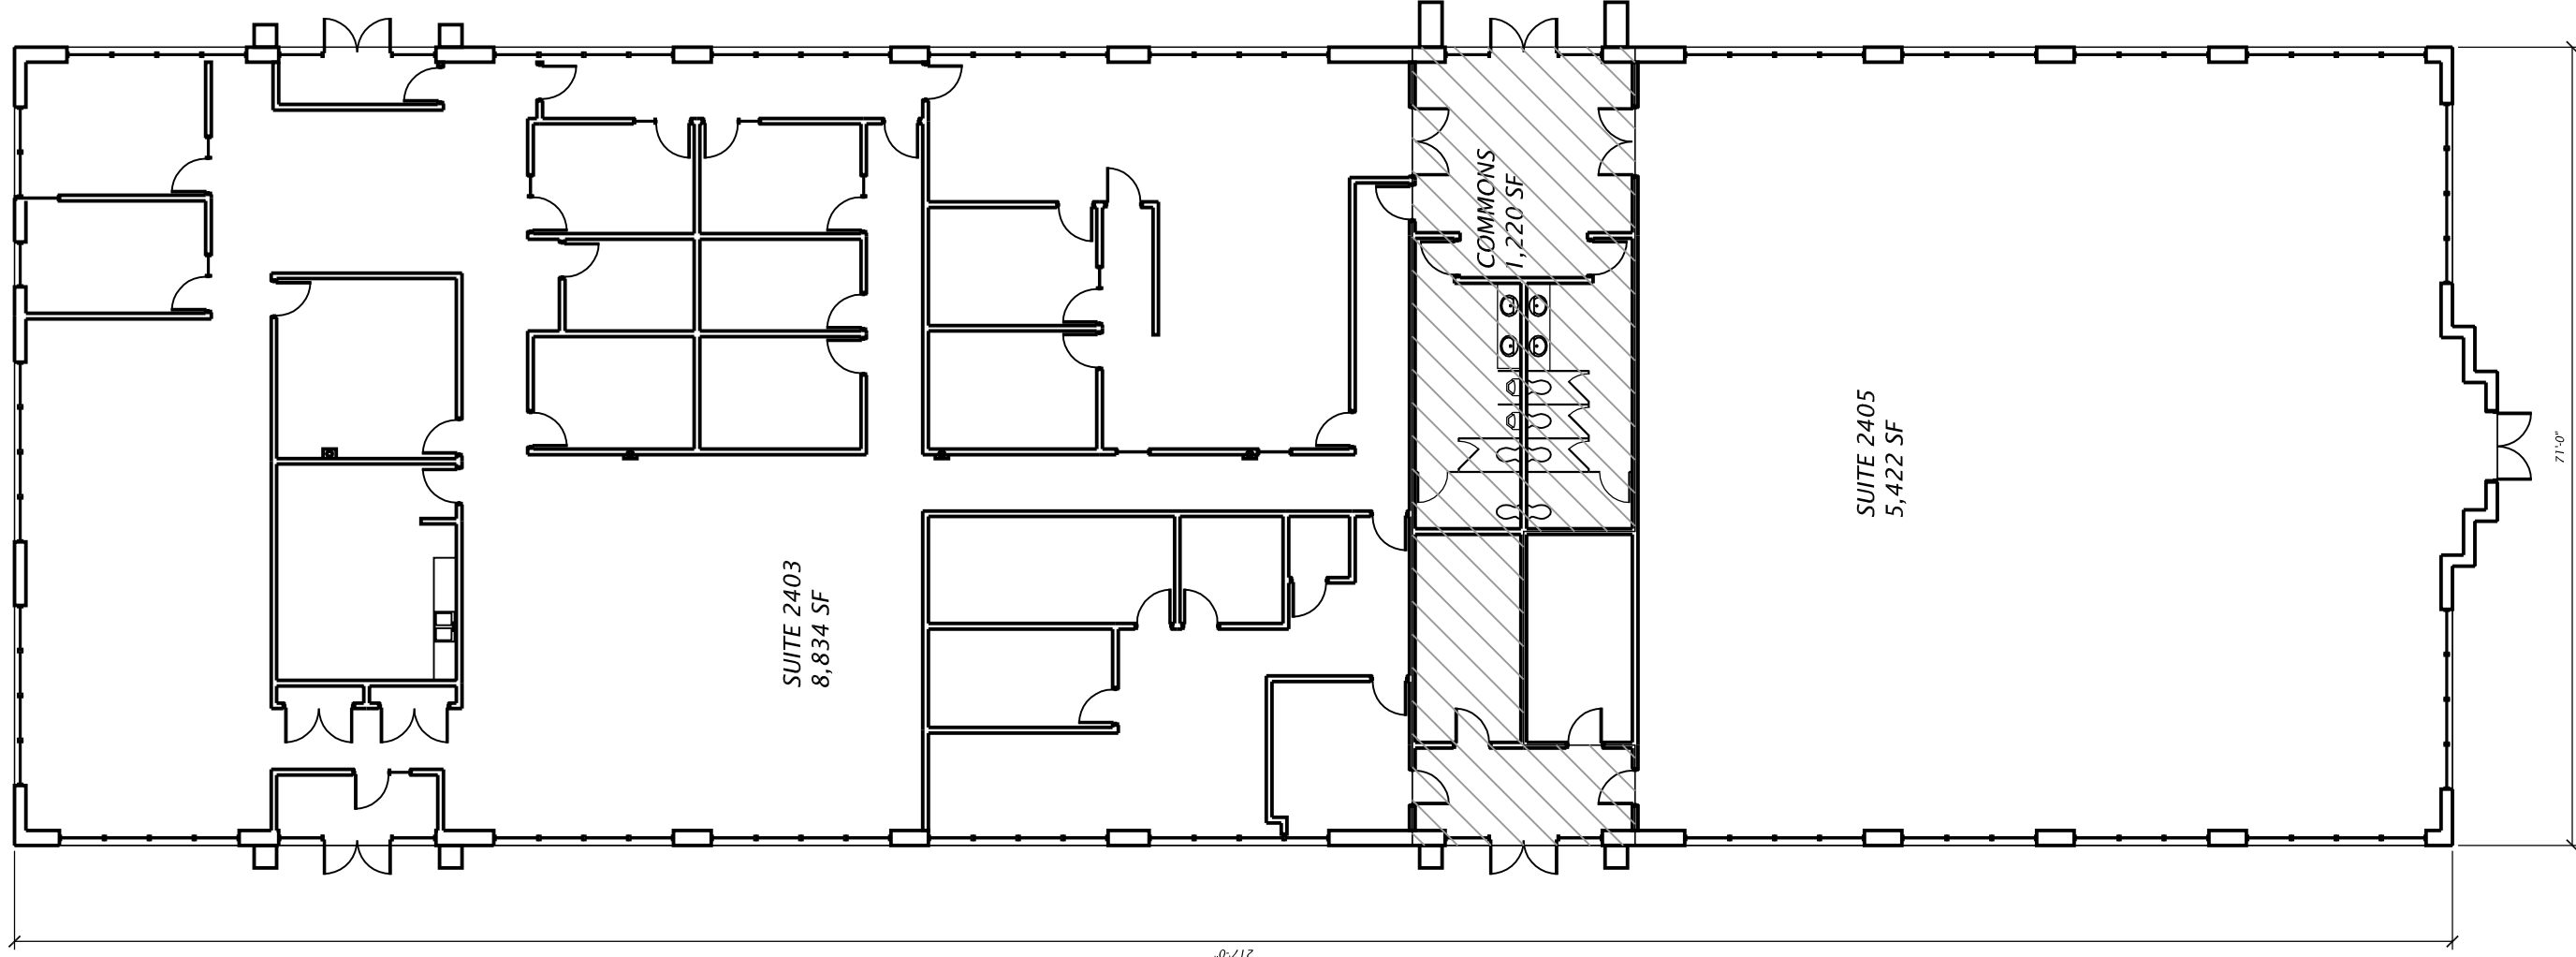 SUITE 2403
8,834 SF
COMMONS
1,220 SF
SUITE 2405
5,422 SF
71'-0"
217'-0"